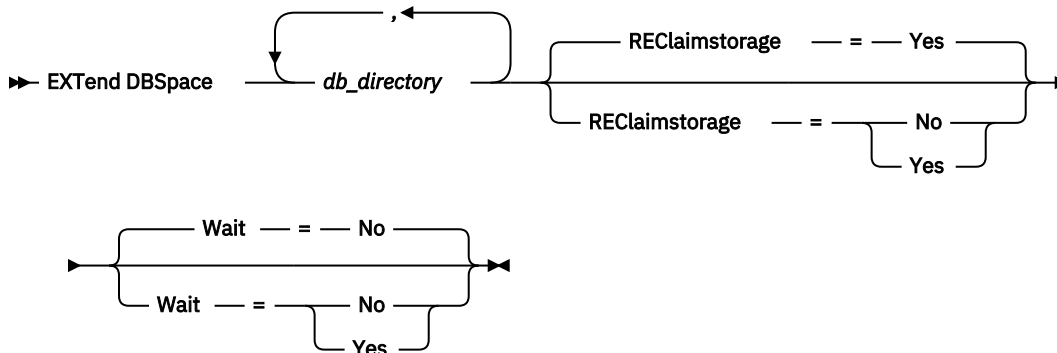 ,
REClaimstorage = Yes
EXTend DBSpace db_directory
REClaimstorage = No
Yes
Wait = No
Wait = No
Yes